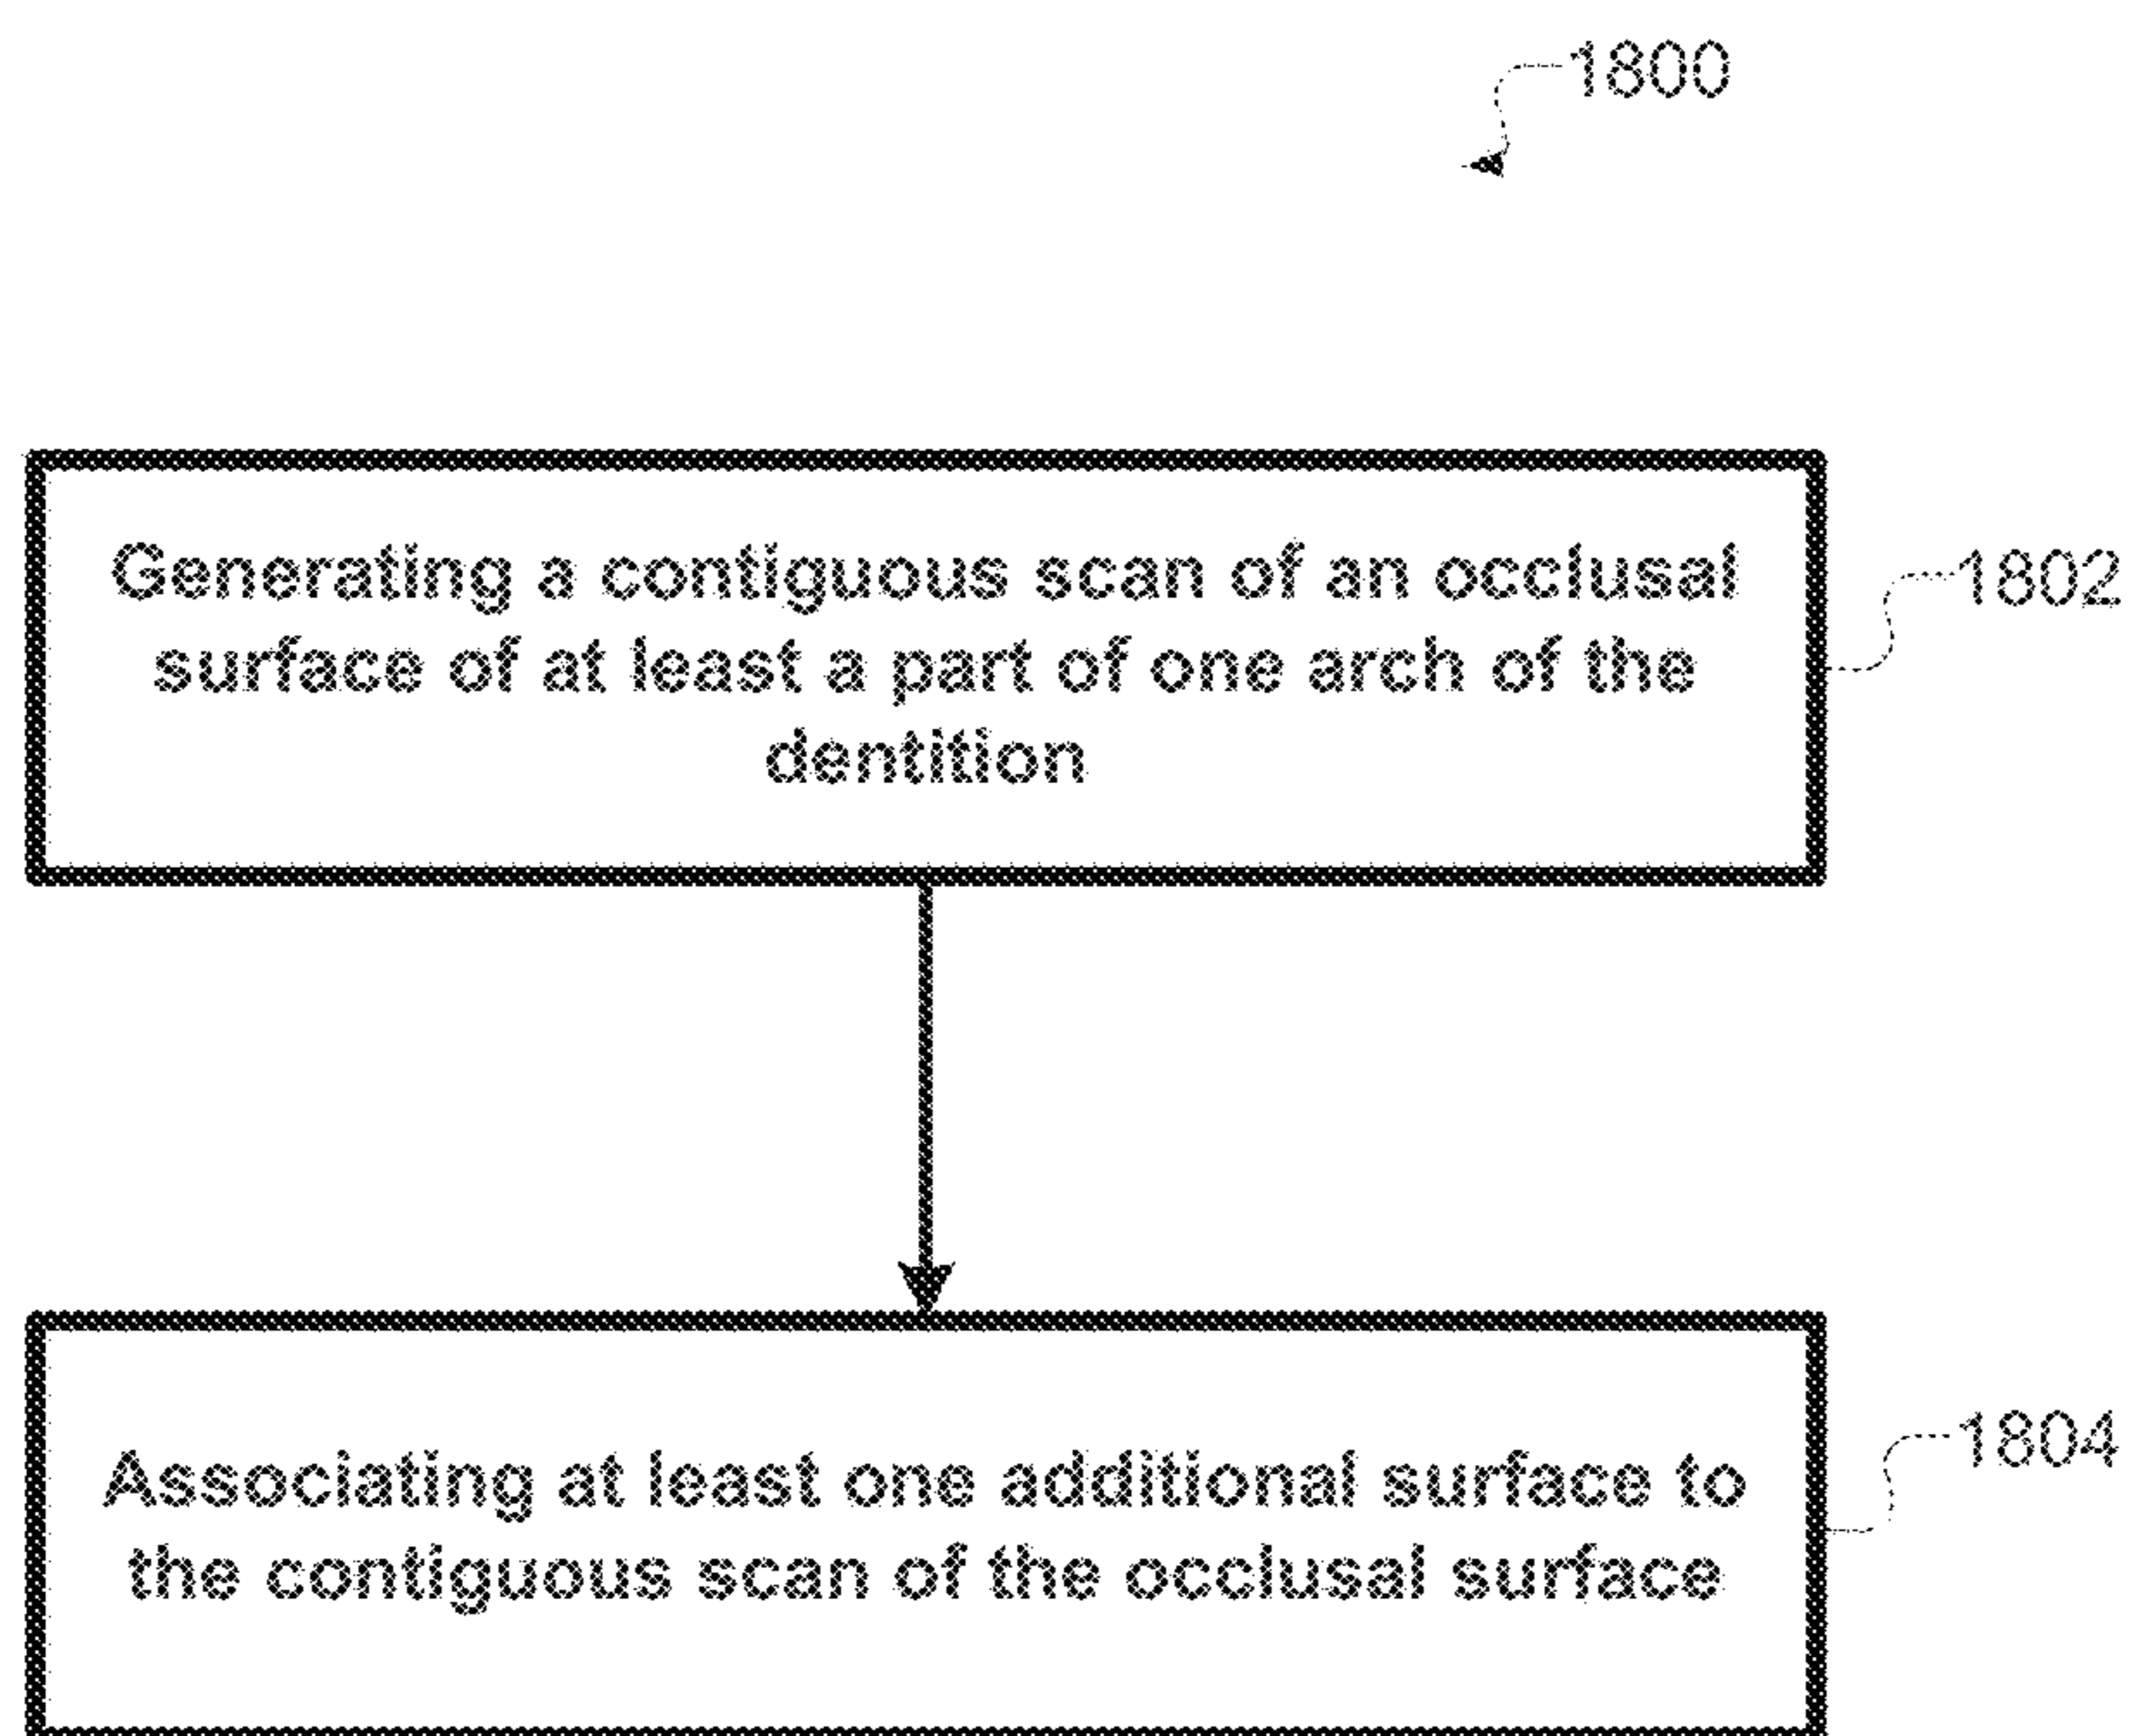 1800
Generating a contiguous scan of an occlusal
1802
surface of at least a part of one arch of the
dentition
1804
Associating at least one additional surface to
the contiguous scan of the occlusal surface